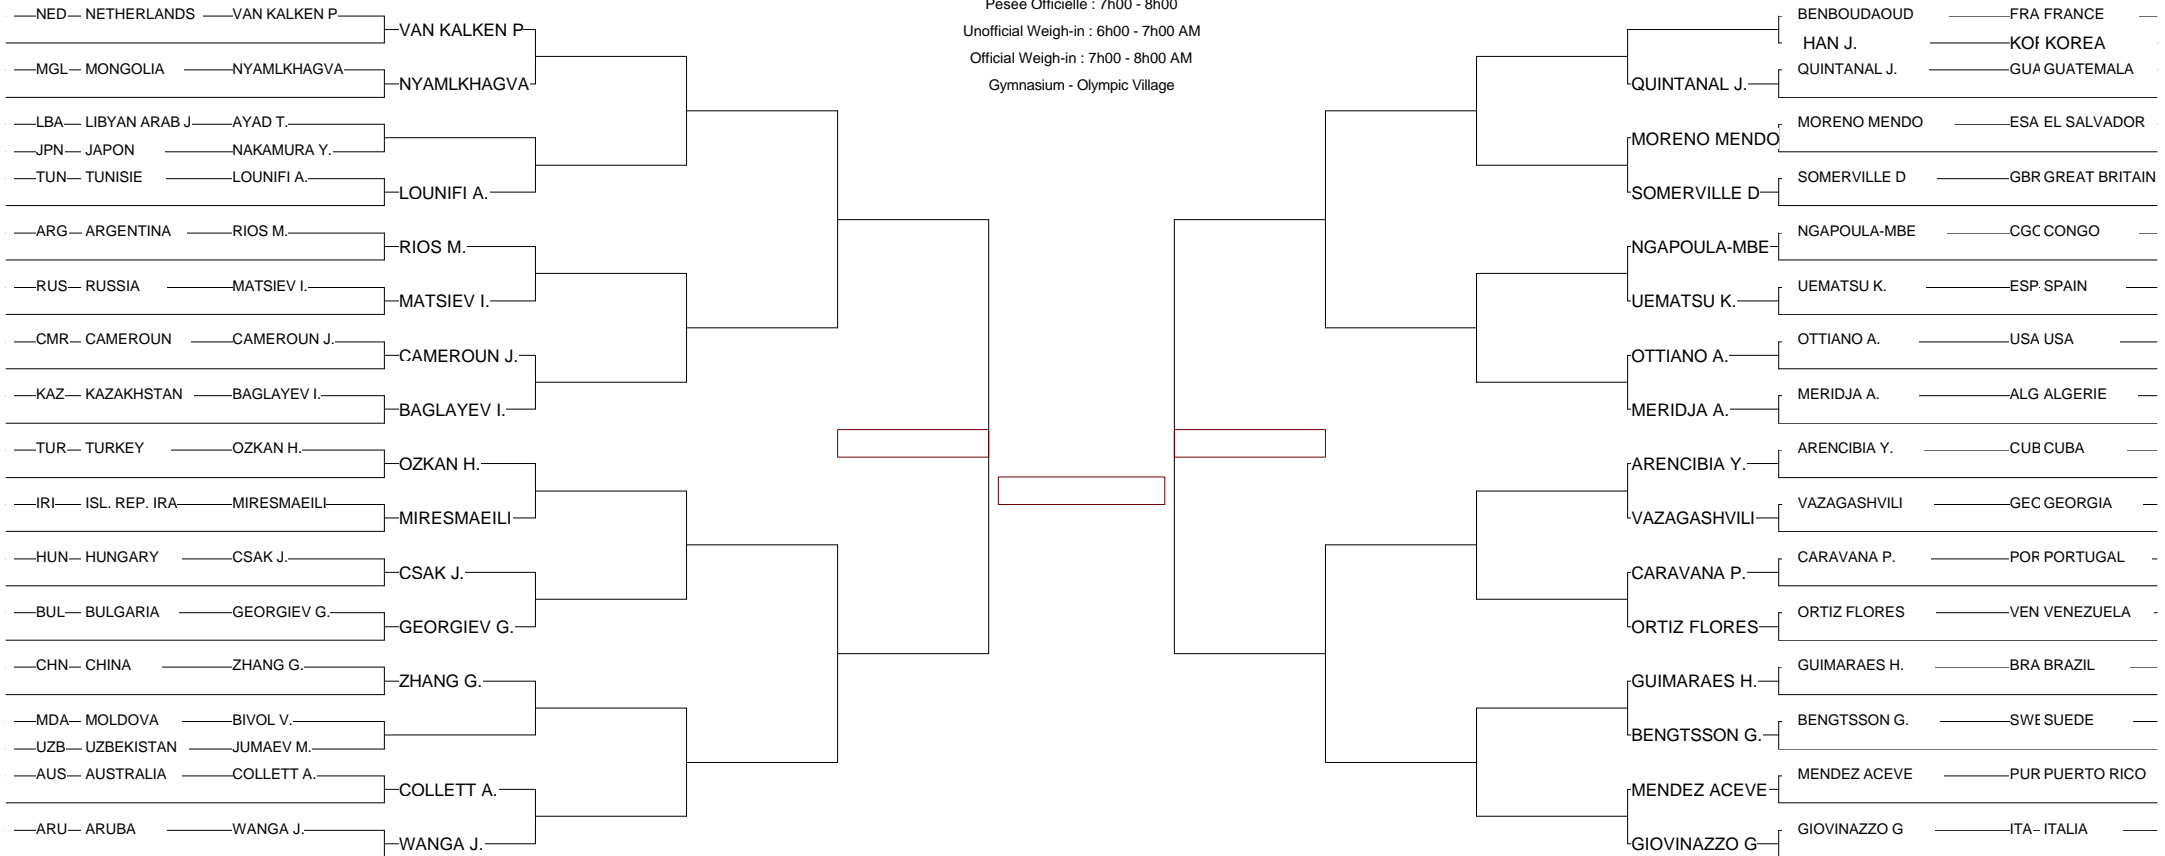 Pesée Officielle : 7h00 - 8h00
Unofficial Weigh-in : 6h00 - 7h00 AM
Official Weigh-in : 7h00 - 8h00 AM
Gymnasium - Olympic Village
NED NETHERLANDS VAN KALKEN P
VAN KALKEN P
MGL MONGOLIA NYAMLKHAGVA
NYAMLKHAGVA
LBA LIBYAN ARAB J AYAD T.
JPN JAPON NAKAMURA Y.
TUN TUNISIE LOUNIFI A.
LOUNIFI A.
ARG ARGENTINA RIOS M.
RIOS M.
RUS RUSSIA MATSIEV I.
MATSIEV I.
CMR CAMEROUN CAMEROUN J.
CAMEROUN J.
KAZ KAZAKHSTAN BAGLAYEV I.
BAGLAYEV I.
TUR TURKEY OZKAN H.
OZKAN H.
IRI ISL. REP. IRA MIRESMAEILI
MIRESMAEILI
HUN HUNGARY CSAK J.
CSAK J.
BUL BULGARIA GEORGIEV G.
GEORGIEV G.
CHN CHINA ZHANG G.
ZHANG G.
MDA MOLDOVA BIVOL V.
UZB UZBEKISTAN JUMAEV M.
AUS AUSTRALIA COLLETT A.
COLLETT A.
ARU ARUBA WANGA J.
WANGA J.
BENBOUDAOUD FRA FRANCE
HAN J. KOR KOREA
QUINTANAL J. GUA GUATEMALA
QUINTANAL J.
MORENO MENDO ESA EL SALVADOR
MORENO MENDO
SOMERVILLE D GBR GREAT BRITAIN
SOMERVILLE D
NGAPOULA-MBE CGO CONGO
NGAPOULA-MBE
UEMATSU K. ESP SPAIN
UEMATSU K.
OTTIANO A. USA USA
OTTIANO A.
MERIDJA A. ALG ALGERIE
MERIDJA A.
ARENCIBIA Y. CUB CUBA
ARENCIBIA Y.
VAZAGASHVILI GEO GEORGIA
VAZAGASHVILI
CARAVANA P. POR PORTUGAL
CARAVANA P.
ORTIZ FLORES VEN VENEZUELA
ORTIZ FLORES
GUIMARAES H. BRA BRAZIL
GUIMARAES H.
BENGTSSON G. SWE SUEDE
BENGTSSON G.
MENDEZ ACEVE PUR PUERTO RICO
MENDEZ ACEVE
GIOVINAZZO G ITA ITALIA
GIOVINAZZO G